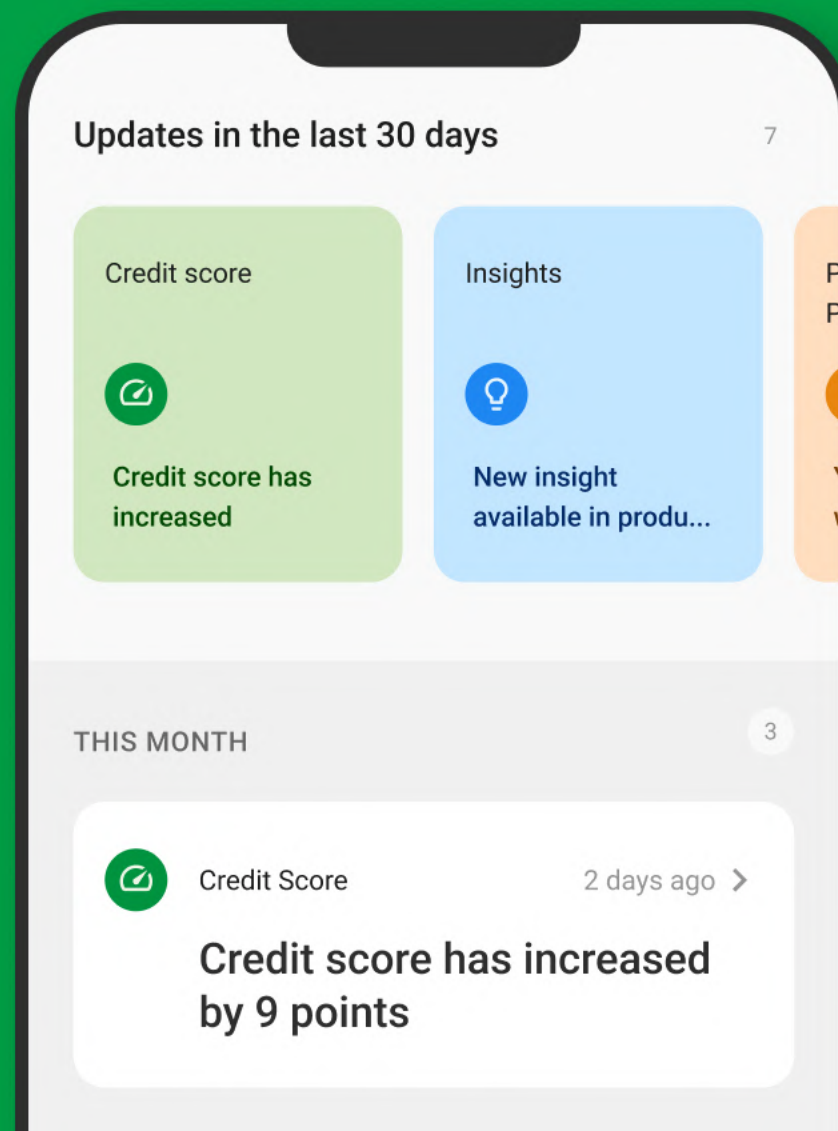 Updates in the last 30 days
7
Credit score
Credit score has
increased
Insights
New insight
available in produ...
THIS MONTH
3
Credit Score
2 days ago
Credit score has increased
by 9 points